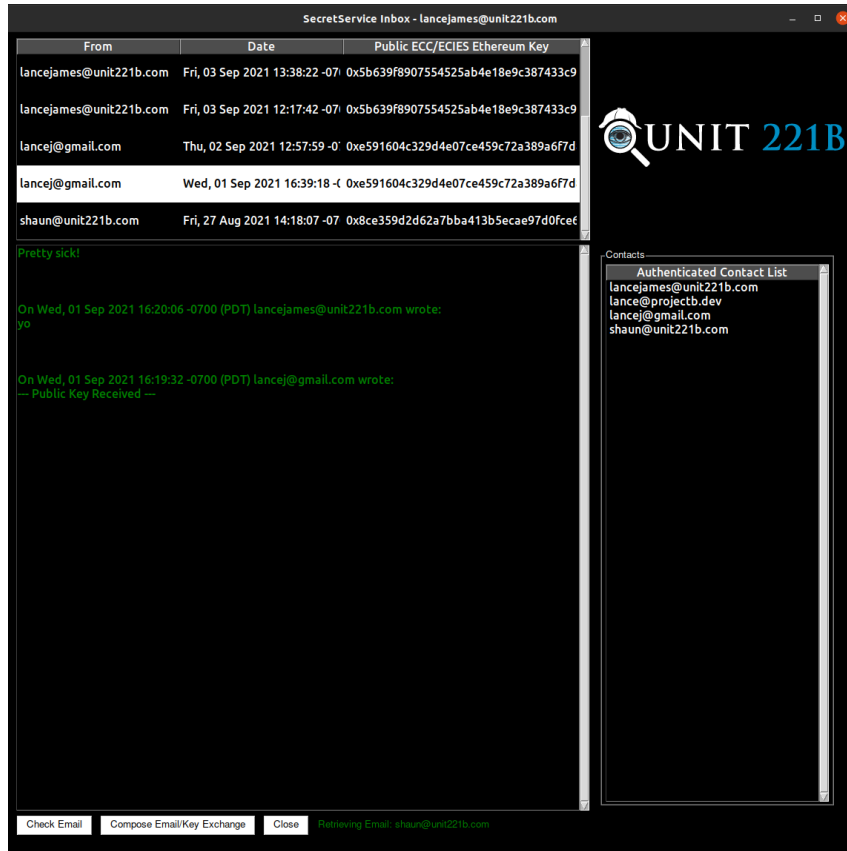 SecretService Inbox - lancejames@unit221b.com
From Date Public ECC/ECIES Ethereum Key
lancejames@unit221b.com Fri, 03 Sep 2021 13:38:22 -07 0x5b639f8907554525ab4e18e9c387433c9
lancejames@unit221b.com Fri, 03 Sep 2021 12:17:42 -07 0x5b639f8907554525ab4e18e9c387433c9
lancej@gmail.com Thu, 02 Sep 2021 12:57:59 -0 0xe591604c329d4e07ce459c72a389a6f7d
lancej@gmail.com Wed, 01 Sep 2021 16:39:18 -( 0xe591604c329d4e07ce459c72a389a6f7d
shaun@unit221b.com Fri, 27 Aug 2021 14:18:07 -07 0x8ce359d2d62a7bba413b5ecae97d0fce6
UNIT 221B
Pretty sick!
On Wed, 01 Sep 2021 16:20:06 -0700 (PDT) lancejames@unit221b.com wrote:
yo
On Wed, 01 Sep 2021 16:19:32 -0700 (PDT) lancej@gmail.com wrote:
--- Public Key Received ---
Contacts
Authenticated Contact List
lancejames@unit221b.com
lance@projectb.dev
lancej@gmail.com
shaun@unit221b.com
Check Email Compose Email/Key Exchange Close Retrieving Email: shaun@unit221b.com